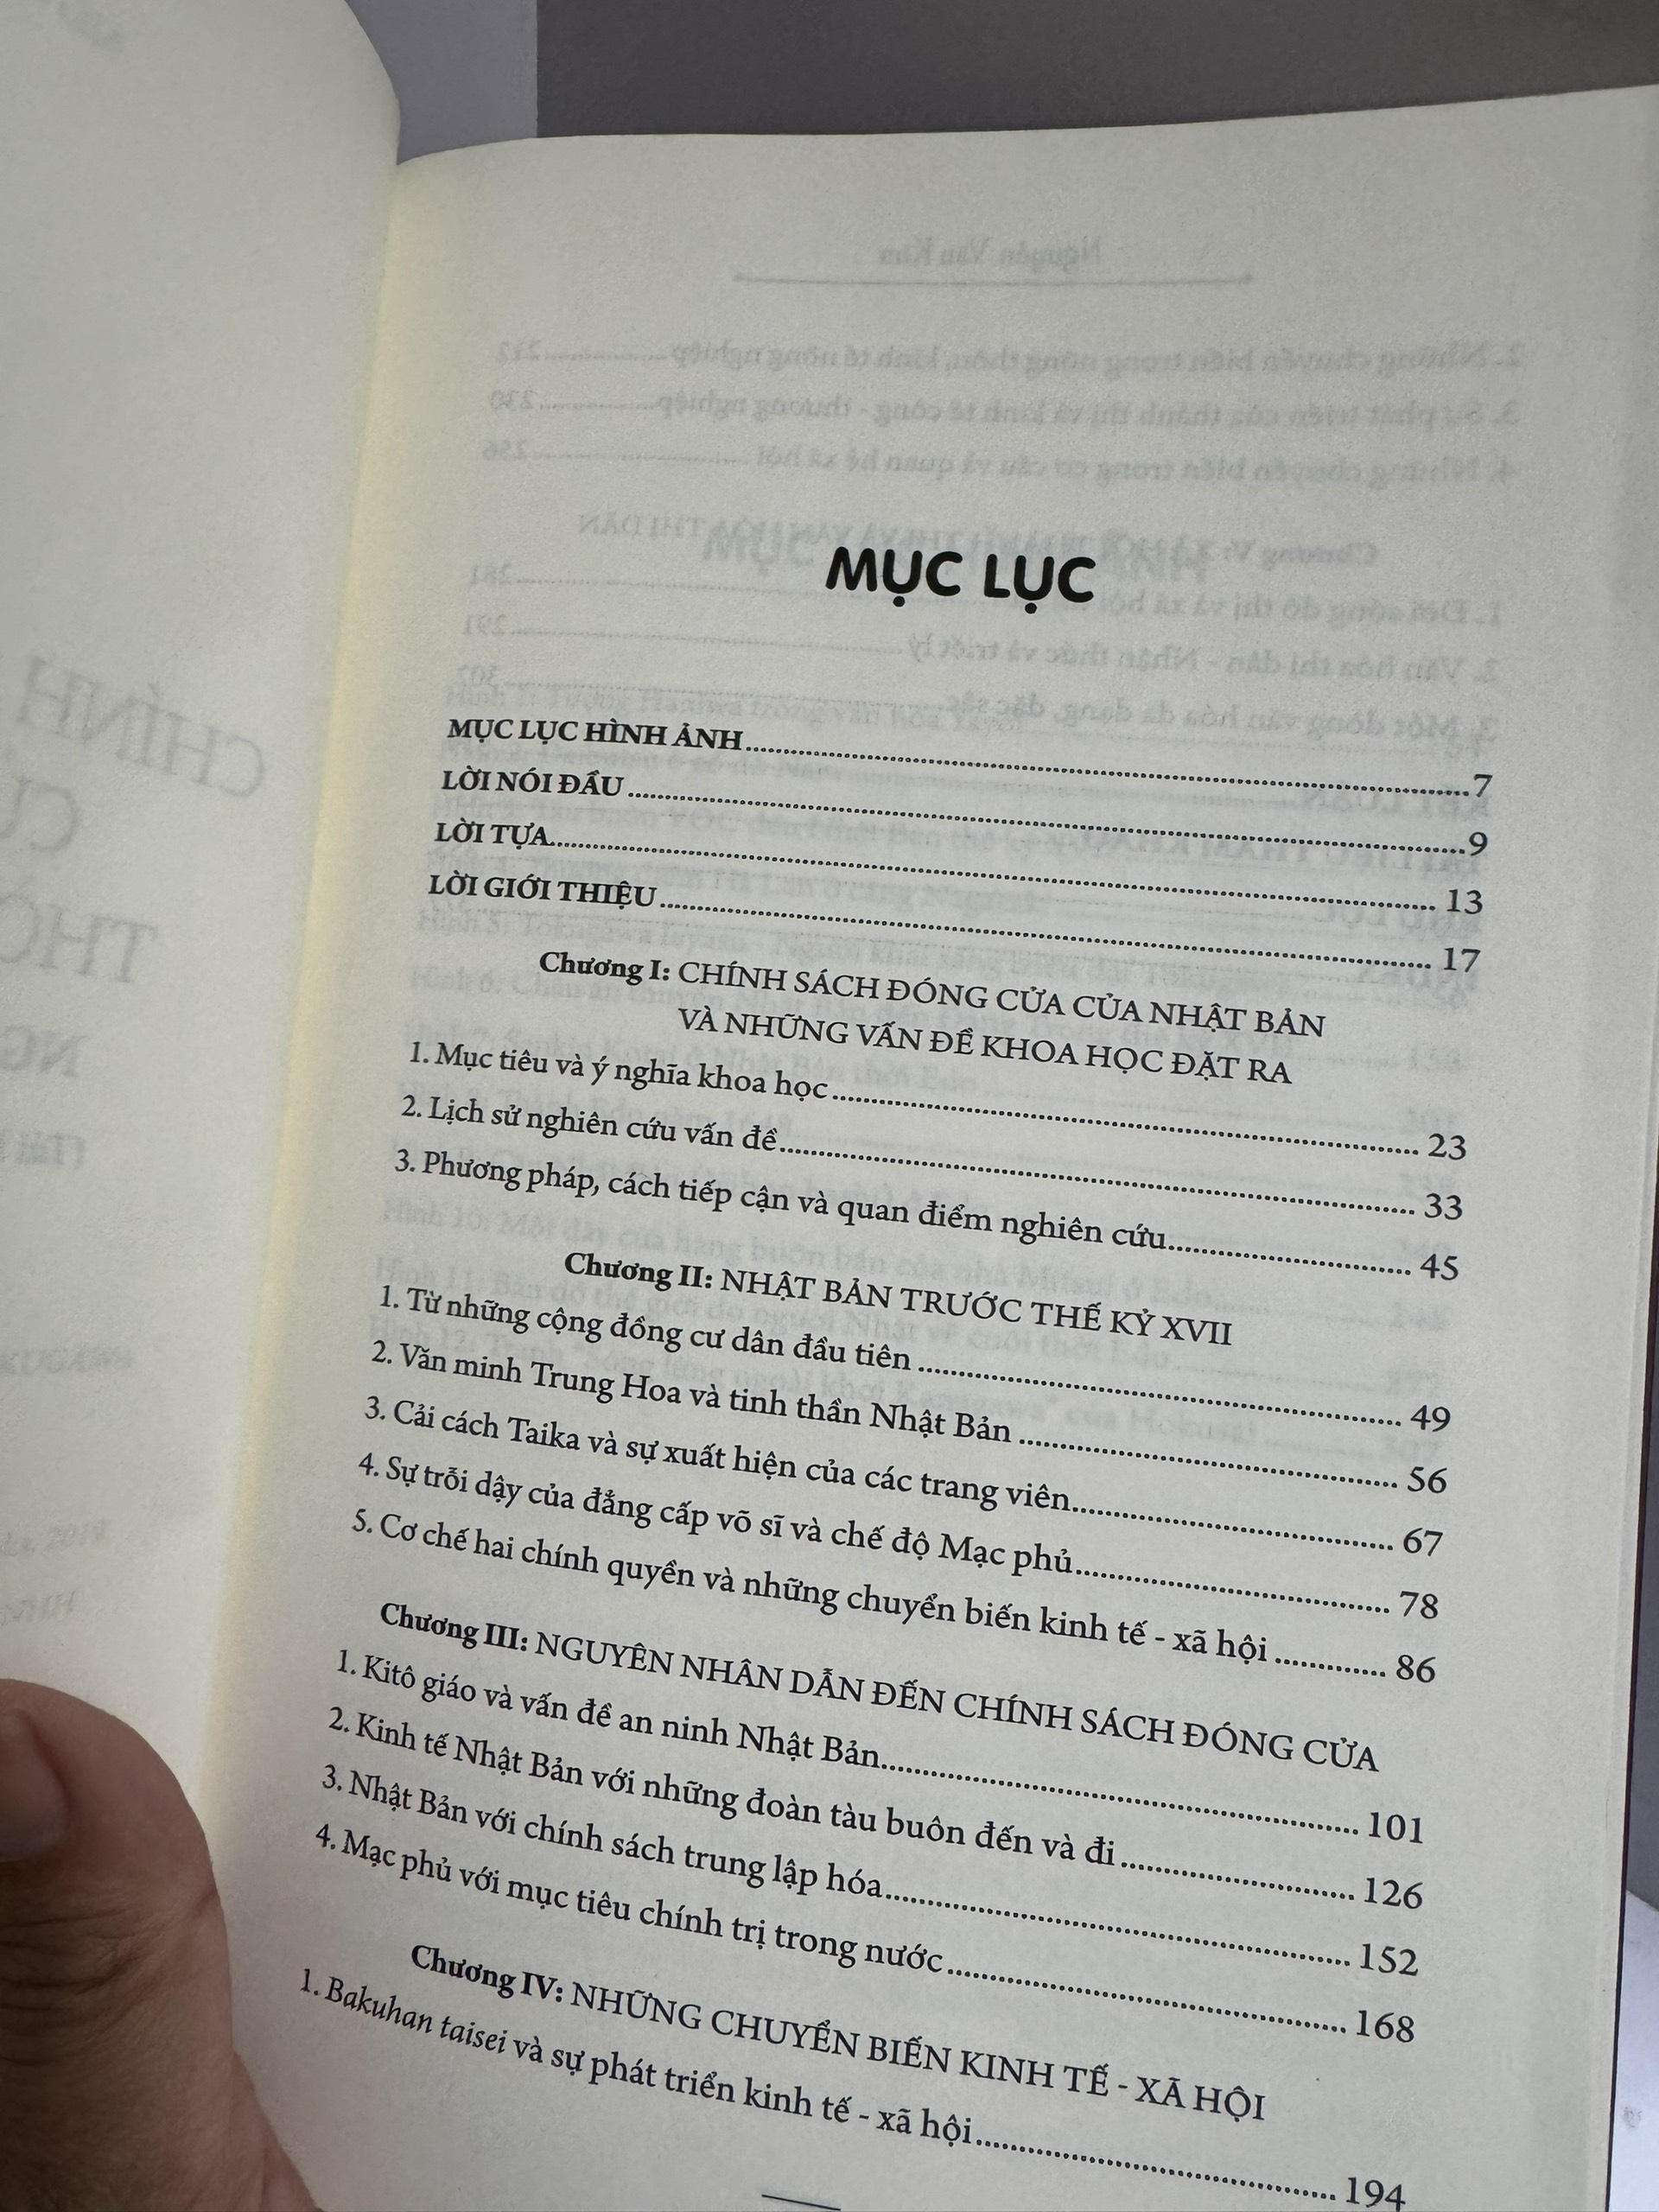 MỤC LỤC
MỤC LỤC HÌNH ẢNH 7
LỜI NÓI ĐẦU 9
LỜI TỰA 13
LỜI GIỚI THIỆU 17
Chương I: CHÍNH SÁCH ĐÓNG CỬA CỦA NHẬT BẢN
VÀ NHỮNG VẤN ĐỀ KHOA HỌC ĐẶT RA
1. Mục tiêu và ý nghĩa khoa học 23
2. Lịch sử nghiên cứu vấn đề 33
3. Phương pháp, cách tiếp cận và quan điểm nghiên cứu 45
Chương II: NHẬT BẢN TRƯỚC THẾ KỶ XVII
1. Từ những cộng đồng cư dân đầu tiên 49
2. Văn minh Trung Hoa và tinh thần Nhật Bản 56
3. Cải cách Taika và sự xuất hiện của các trang viên 67
4. Sự trỗi dậy của đẳng cấp võ sĩ và chế độ Mạc phủ 78
5. Cơ chế hai chính quyền và những chuyển biến kinh tế - xã hội 86
Chương III: NGUYÊN NHÂN DẪN ĐẾN CHÍNH SÁCH ĐÓNG CỬA
1. Kitô giáo và vấn đề an ninh Nhật Bản 101
2. Kinh tế Nhật Bản với những đoàn tàu buôn đến và đi 126
3. Nhật Bản với chính sách trung lập hóa 152
4. Mạc phủ với mục tiêu chính trị trong nước 168
Chương IV: NHỮNG CHUYỂN BIẾN KINH TẾ - XÃ HỘI
1. Bakuhan taisei và sự phát triển kinh tế - xã hội 194